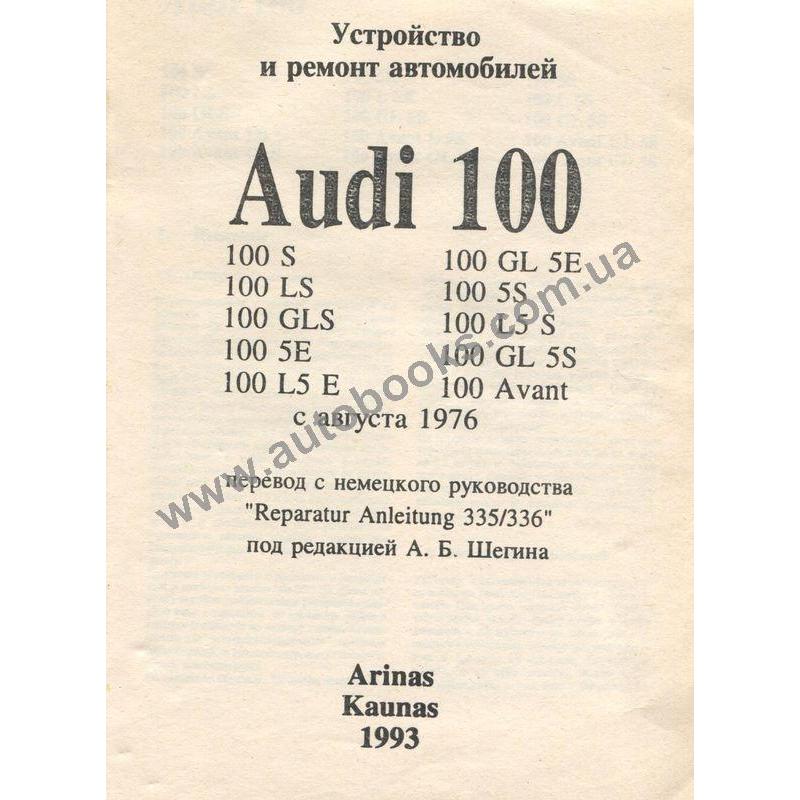 Устройство
и ремонт автомобилей
Audi 100
100 S
100 LS
100 GLS
100 5E
100 L5 E
100 GL 5E
100 5S
100 L5 S
100 GL 5S
100 Avant
с августа 1976
перевод с немецкого руководства
"Reparatur Anleitung 335/336"
под редакцией А. Б. Шегина
Arinas
Kaunas
1993
www.autobooks.com.ua